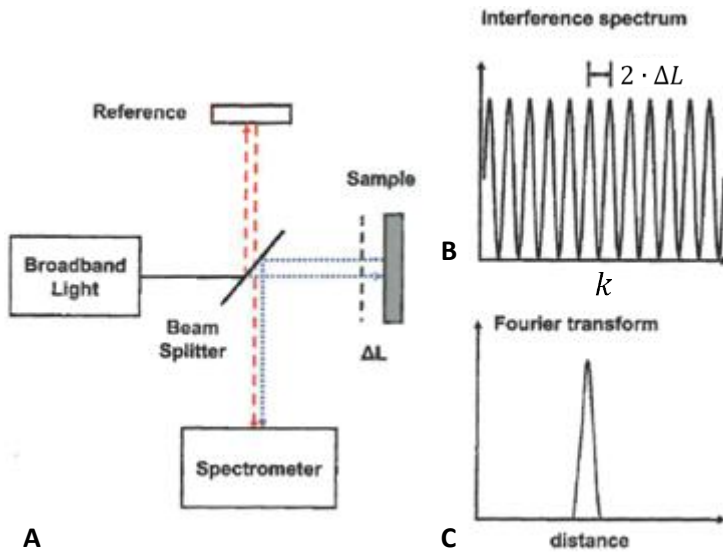 Reference
Sample
Broadband
Light
Beam
Splitter
ΔL
Spectrometer
A
Interference spectrum
2 · ΔL
B
k
Fourier transform
C
distance